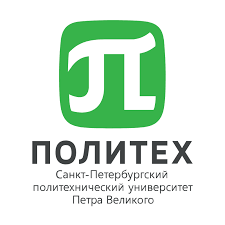 П
ПОЛИТЕХ
Санкт-Петербургский
политехнический университет
Петра Великого